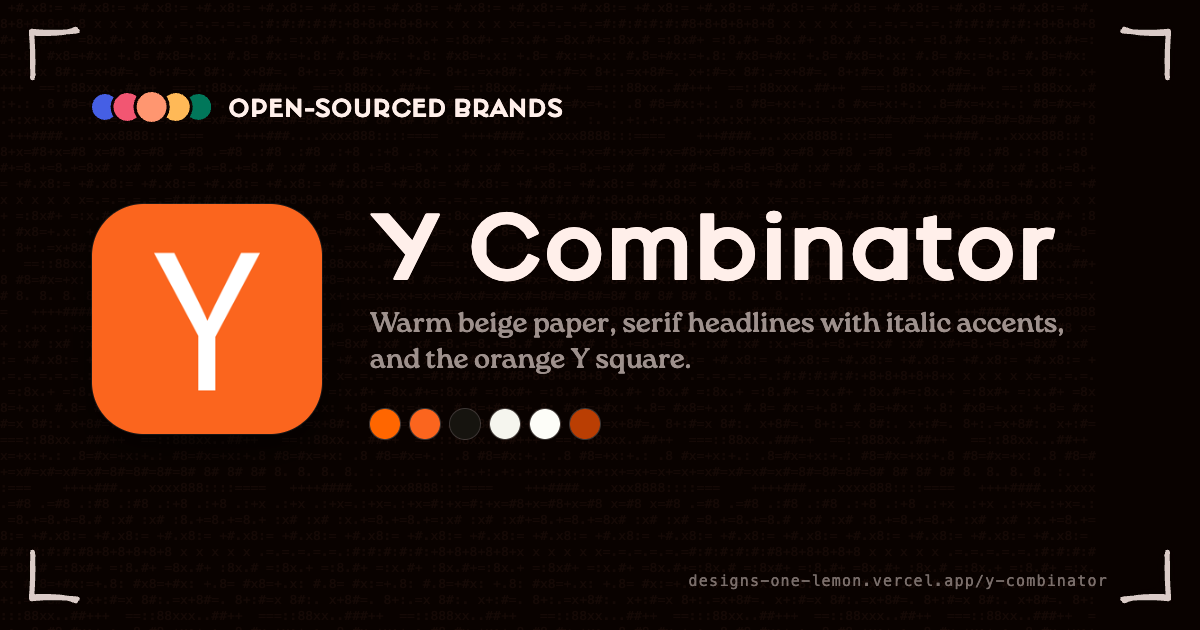 OPEN-SOURCED BRANDS
Y
Y Combinator
Warm beige paper, serif headlines with italic accents,
and the orange Y square.
designs-one-lemon.vercel.app/y-combinator